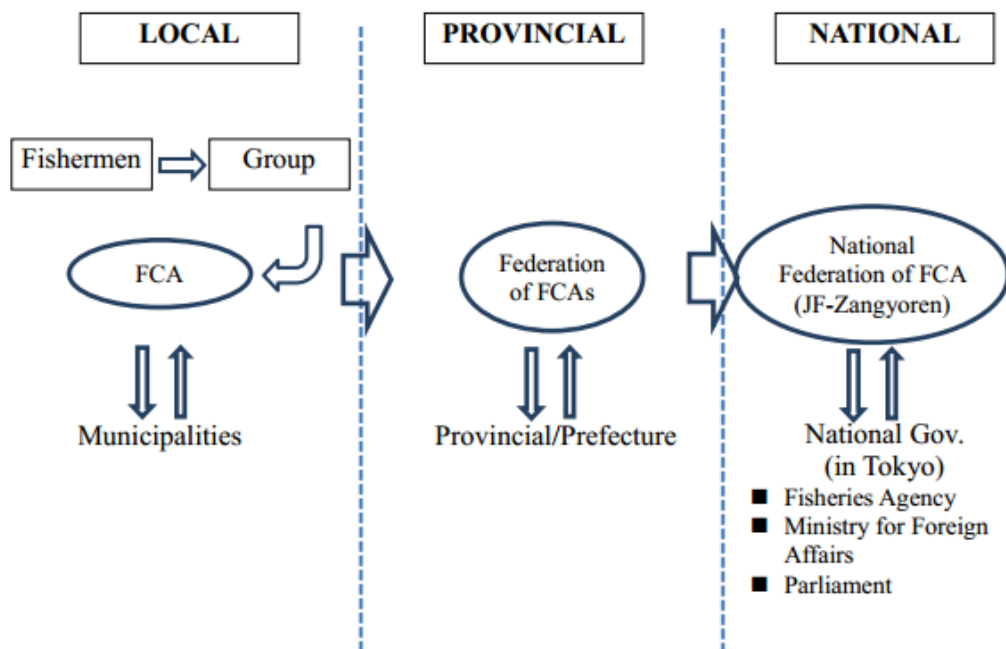 LOCAL
PROVINCIAL
NATIONAL
Fishermen
Group
FCA
Federation
of FCAs
National
Federation of FCA
(JF-Zangyoren)
Municipalities
Provincial/Prefecture
National Gov.
(in Tokyo)
■ Fisheries Agency
■ Ministry for Foreign
Affairs
■ Parliament